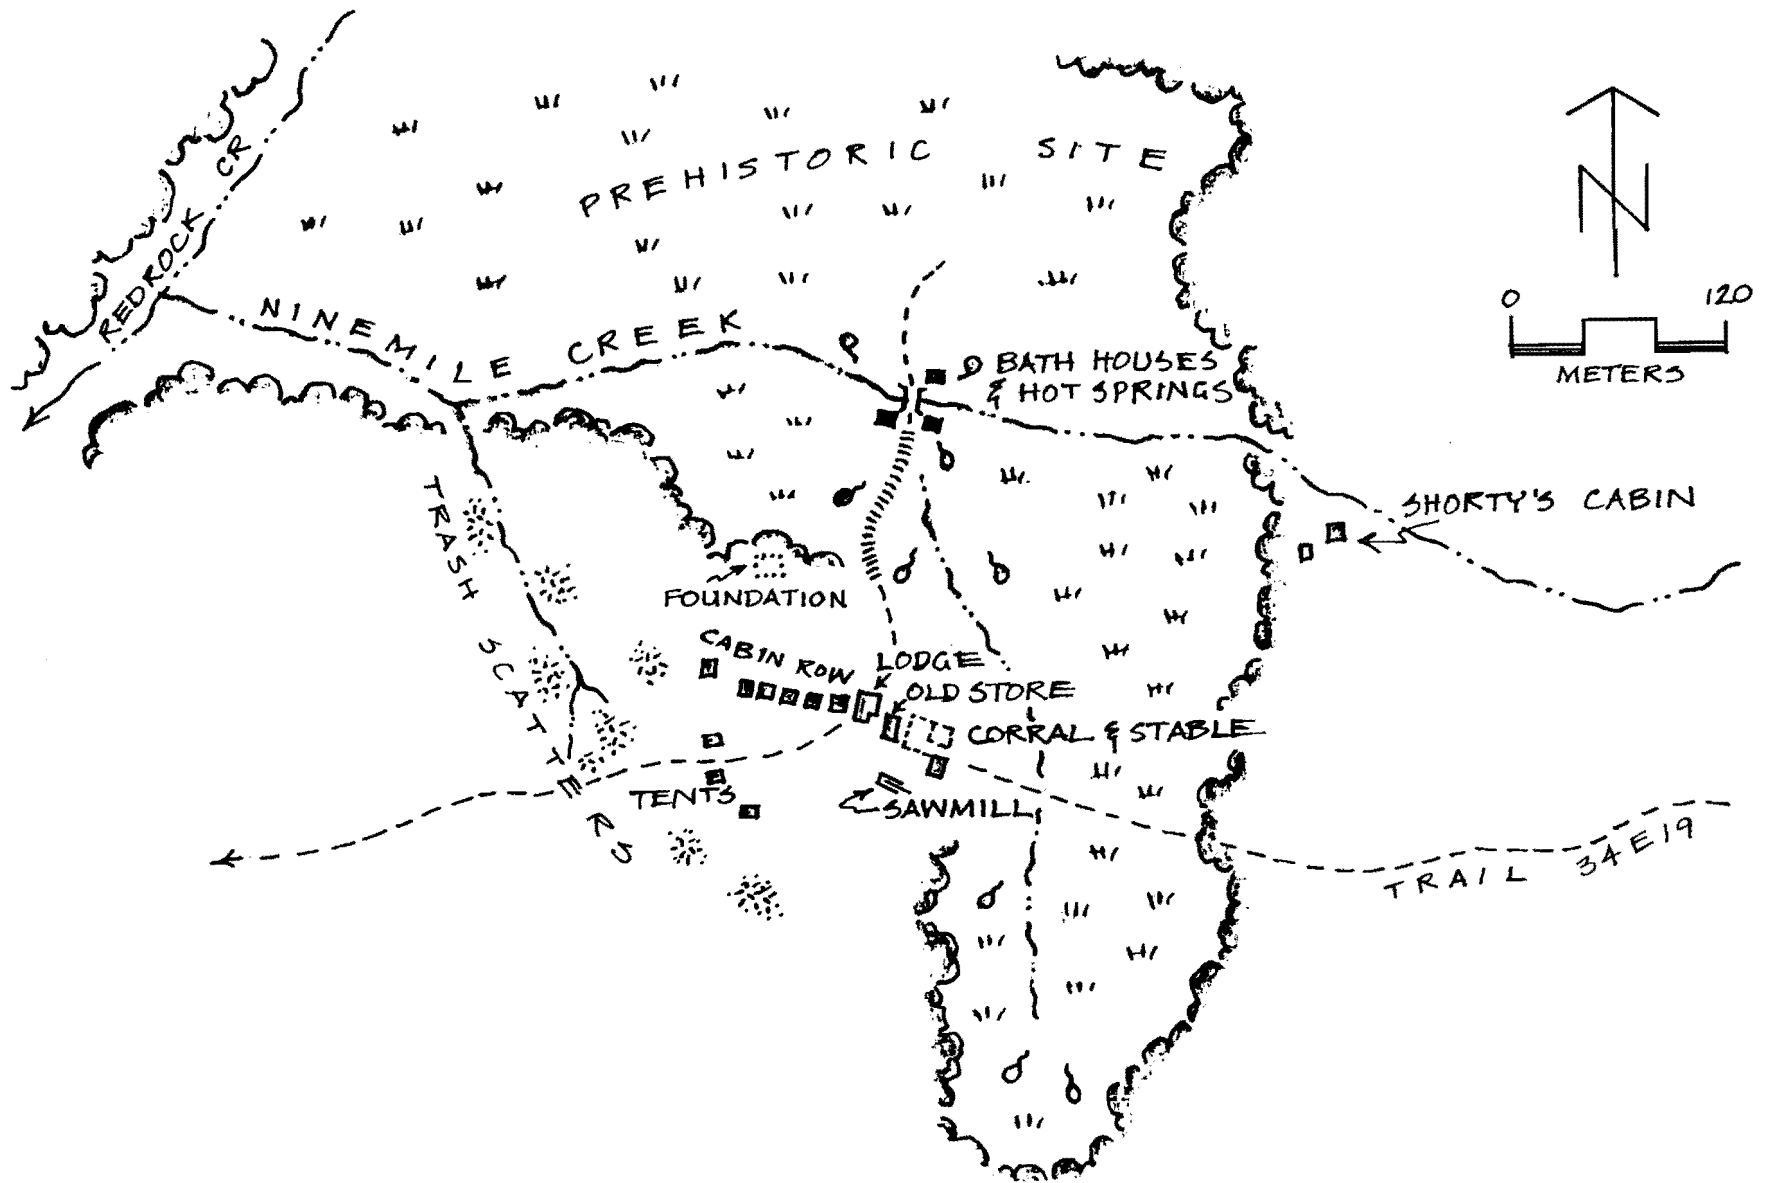 PREHISTORIC SITE
REDROCK CR
N
0 120
METERS
NINEMILE CREEK
BATH HOUSES
& HOT SPRINGS
SHORTY'S CABIN
TRASH SCATTERS
FOUNDATION
CABIN ROW
LODGE
OLD STORE
CORRAL & STABLE
TENTS
SAWMILL
TRAIL 34E19